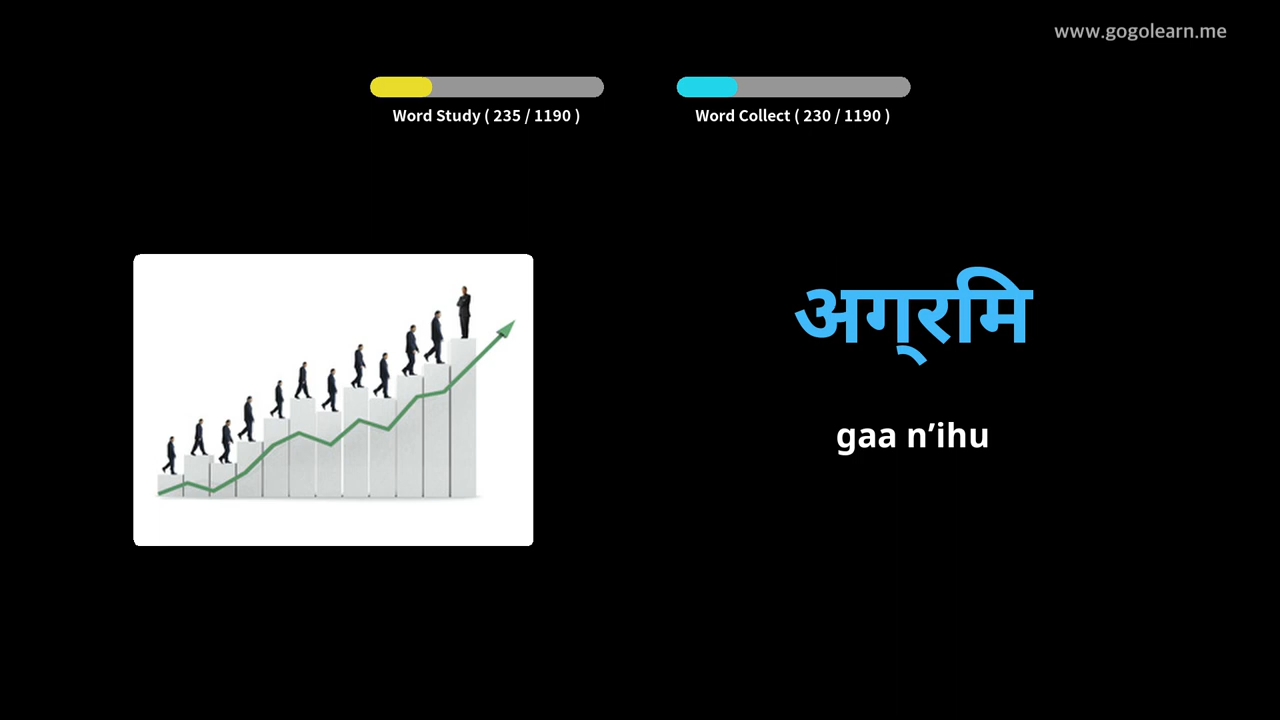 www.gogolearn.me
Word Study ( 235 / 1190 )
Word Collect ( 230 / 1190 )
अग्‌रमि
gaa n’ihu